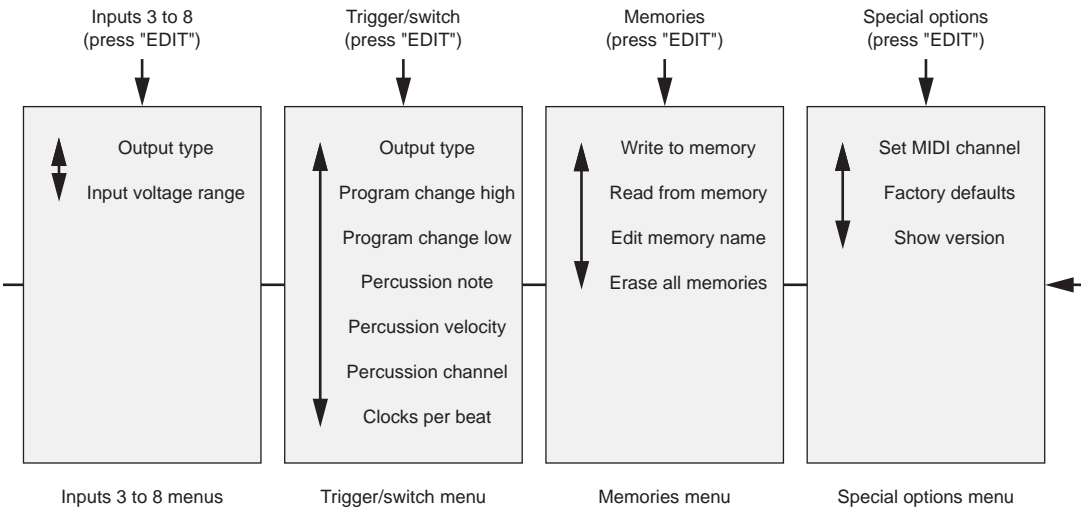 Inputs 3 to 8
(press "EDIT")
Trigger/switch
(press "EDIT")
Memories
(press "EDIT")
Special options
(press "EDIT")
Output type
Input voltage range
Output type
Program change high
Program change low
Percussion note
Percussion velocity
Percussion channel
Clocks per beat
Write to memory
Read from memory
Edit memory name
Erase all memories
Set MIDI channel
Factory defaults
Show version
Inputs 3 to 8 menus
Trigger/switch menu
Memories menu
Special options menu